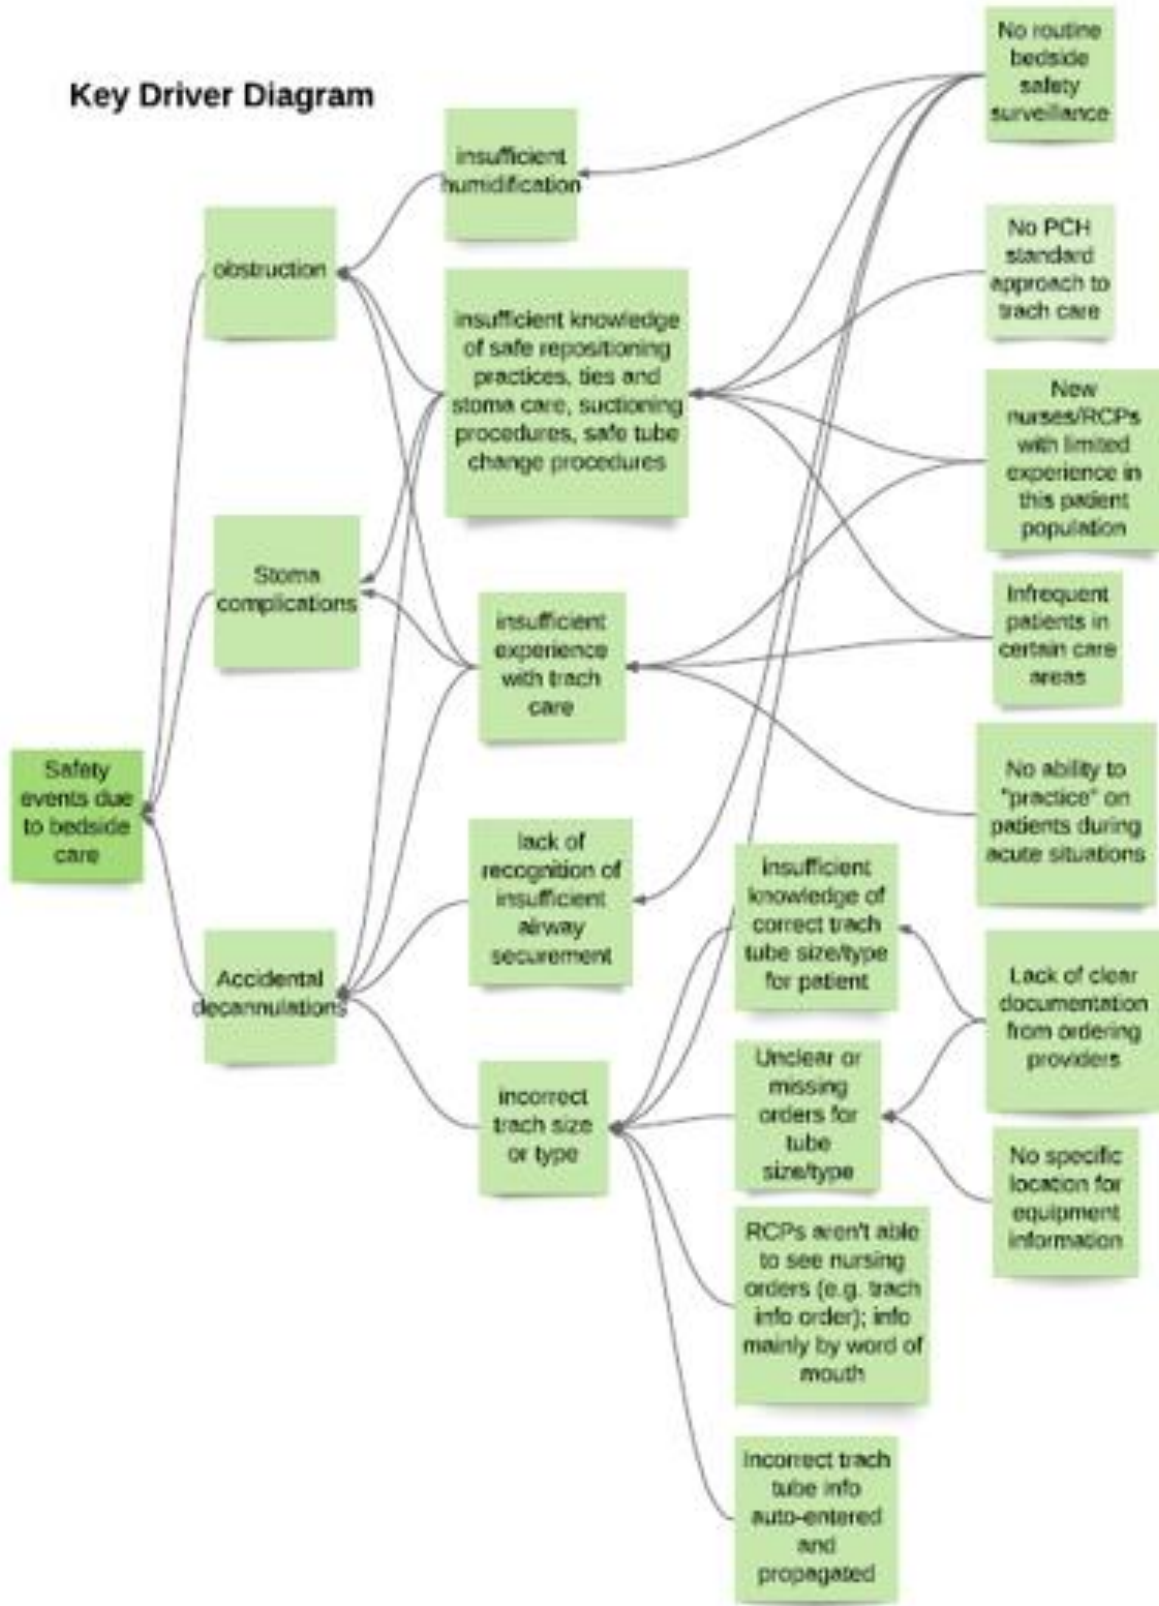 Key Driver Diagram
No routine
bedside
safety
surveillance
insufficient
humidification
No PCH
standard
approach to
trach care
obstruction
insufficient knowledge
of safe repositioning
practices, ties and
stoma care, suctioning
procedures, safe tube
change procedures
New
nurses/RCPs
with limited
experience in
this patient
population
Stoma
complications
insufficient
experience
with trach
care
Infrequent
patients in
certain care
areas
Safety
events due
to bedside
care
No ability to
"practice" on
patients during
acute situations
lack of
recognition of
insufficient
airway
securement
insufficient
knowledge of
correct trach
tube size/type
for patient
Accidental
decannulations
Lack of clear
documentation
from ordering
providers
incorrect
trach size
or type
Unclear or
missing
orders for
tube
size/type
No specific
location for
equipment
information
RCPs aren't able
to see nursing
orders (e.g. trach
info order); info
mainly by word of
mouth
Incorrect trach
tube info
auto-entered
and
propagated